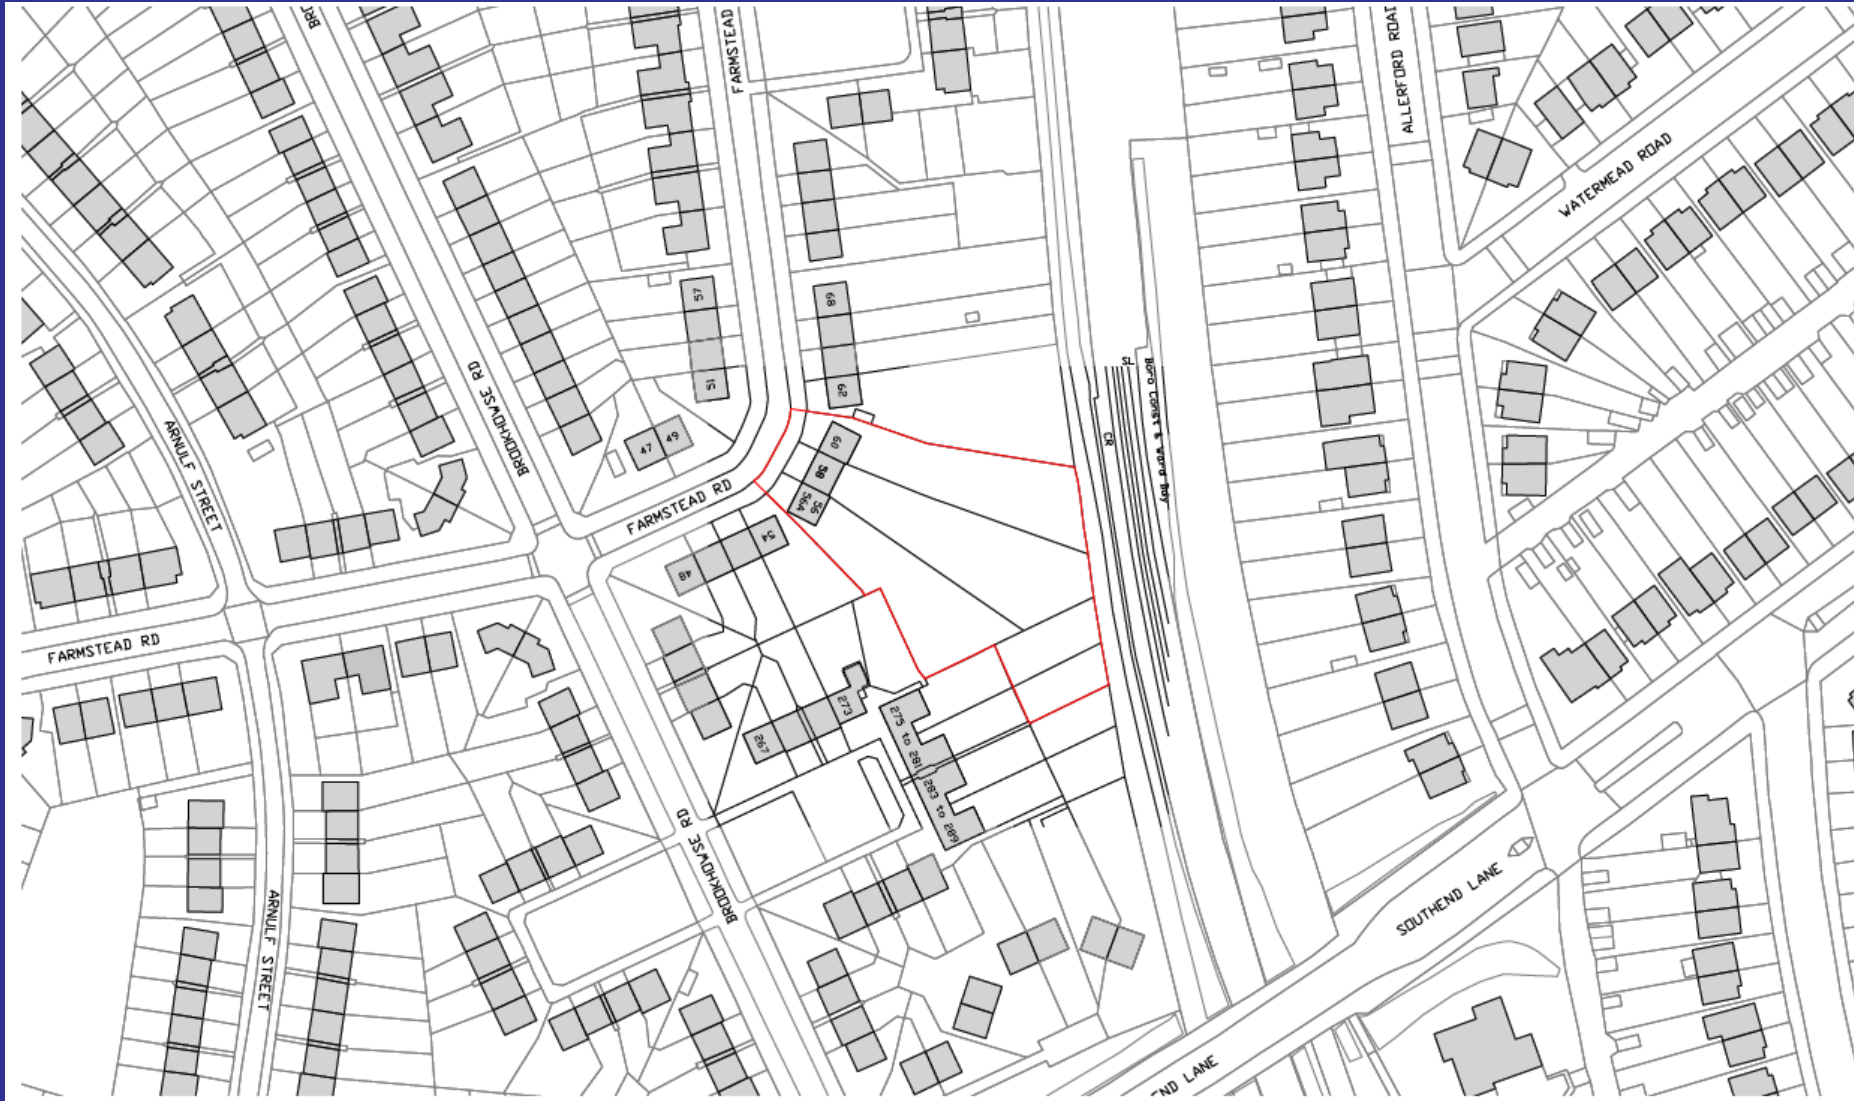 FARMSTEAD
ALLERFORD ROAD
WATERMEAD ROAD
57
68
SL
Boro Const & Ward Bdy
BROOKHOWSE RD
51
62
ARNULF STREET
CR
47
49
60
58
FARMSTEAD RD
56A
56
54
48
FARMSTEAD RD
273
275 to 281
267
283 to 289
BROOKHOWSE RD
SOUTHEND LANE
ARNULF STREET
END LANE